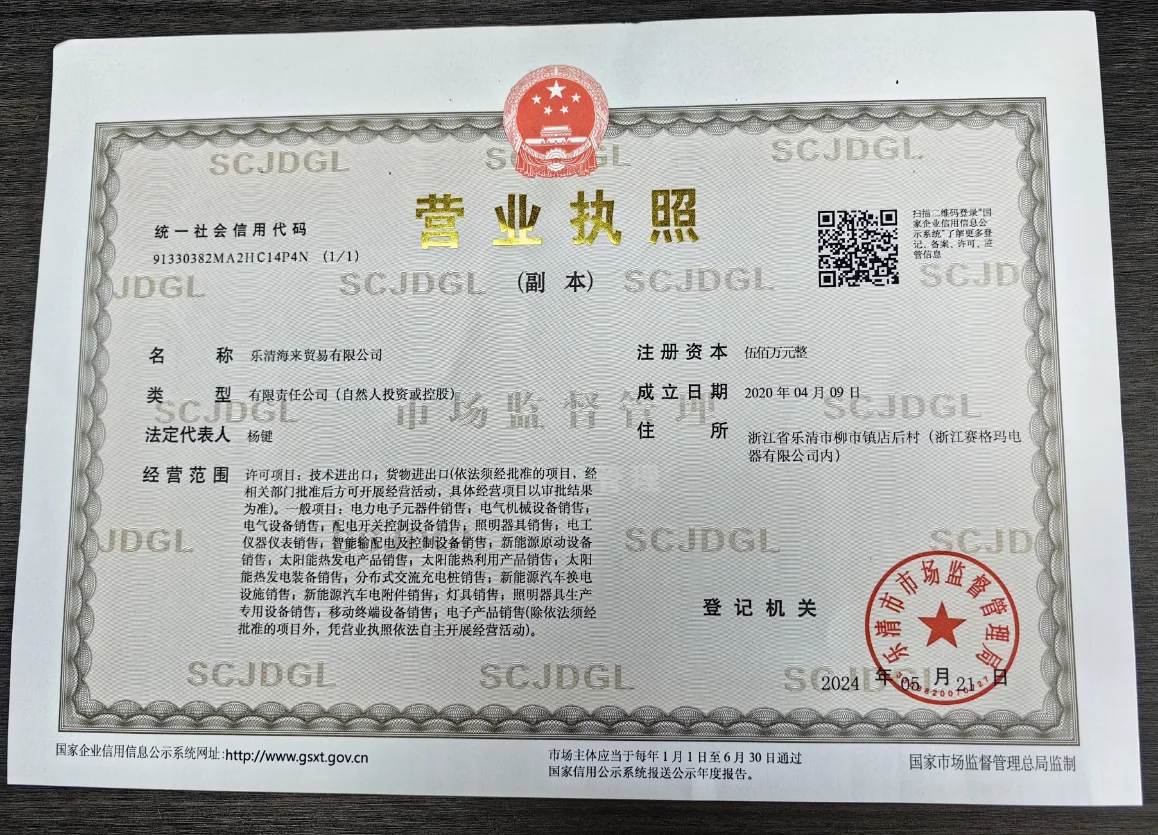 SCJDGL SCJDGL SCJDGL
营业执照
统一社会信用代码
91330382MA2HC14P4N (1/1)
(副 本)
扫描二维码登录“国
家企业信用信息公
示系统”了解更多登
记、备案、许可、监
管信息
JDGL SCJDGL SCJDGL SCJD
名 称 乐清海来贸易有限公司
注册资本 伍佰万元整
类 型 有限责任公司（自然人投资或控股）
成立日期 2020 年 04 月 09 日
SCJDGL 市场监督管理 SCJDGL
法定代表人 杨键
住 所 浙江省乐清市柳市镇店后村（浙江赛格玛电
器有限公司内）
经营范围 许可项目：技术进出口；货物进出口(依法须经批准的项目，经
相关部门批准后方可开展经营活动，具体经营项目以审批结果
为准)。一般项目：电力电子元器件销售；电气机械设备销售；
电气设备销售；配电开关控制设备销售；照明器具销售；电工
仪器仪表销售；智能输配电及控制设备销售；新能源原动设备
销售；太阳能热发电产品销售；太阳能热利用产品销售；太阳
能热发电装备销售；分布式交流充电桩销售；新能源汽车换电
设施销售；新能源汽车电附件销售；灯具销售；照明器具生产
专用设备销售；移动终端设备销售；电子产品销售(除依法须经
批准的项目外，凭营业执照依法自主开展经营活动)。
JDGL SCJDGL SCJD
登记机关
乐清市市场监督管理局
2024 年 05 月 21 日
SCJDGL SCJDGL SCJDGL
国家企业信用信息公示系统网址:http://www.gsxt.gov.cn
市场主体应当于每年 1 月 1 日至 6 月 30 日通过
国家信用公示系统报送公示年度报告。
国家市场监督管理总局监制